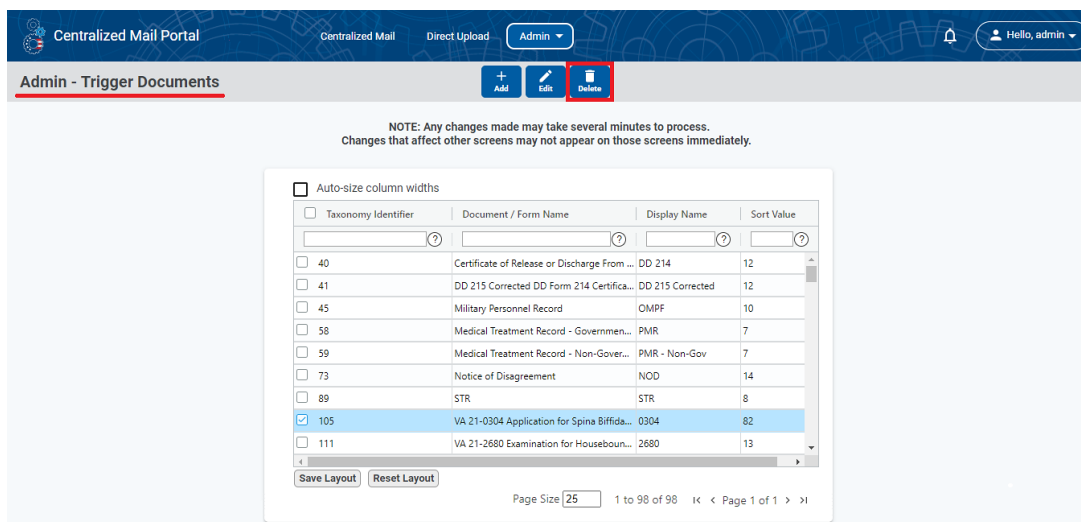 Centralized Mail Portal Centralized Mail Direct Upload Admin Hello, admin
Admin - Trigger Documents Add Edit Delete
NOTE: Any changes made may take several minutes to process.
Changes that affect other screens may not appear on those screens immediately.
Auto-size column widths
Taxonomy Identifier Document / Form Name Display Name Sort Value
? ? ? ?
40 Certificate of Release or Discharge From ... DD 214 12
41 DD 215 Corrected DD Form 214 Certifica... DD 215 Corrected 12
45 Military Personnel Record OMPF 10
58 Medical Treatment Record - Governmen... PMR 7
59 Medical Treatment Record - Non-Gover... PMR - Non-Gov 7
73 Notice of Disagreement NOD 14
89 STR STR 8
105 VA 21-0304 Application for Spina Biffida... 0304 82
111 VA 21-2680 Examination for Houseboun... 2680 13
Save Layout Reset Layout
Page Size 25 1 to 98 of 98 Page 1 of 1